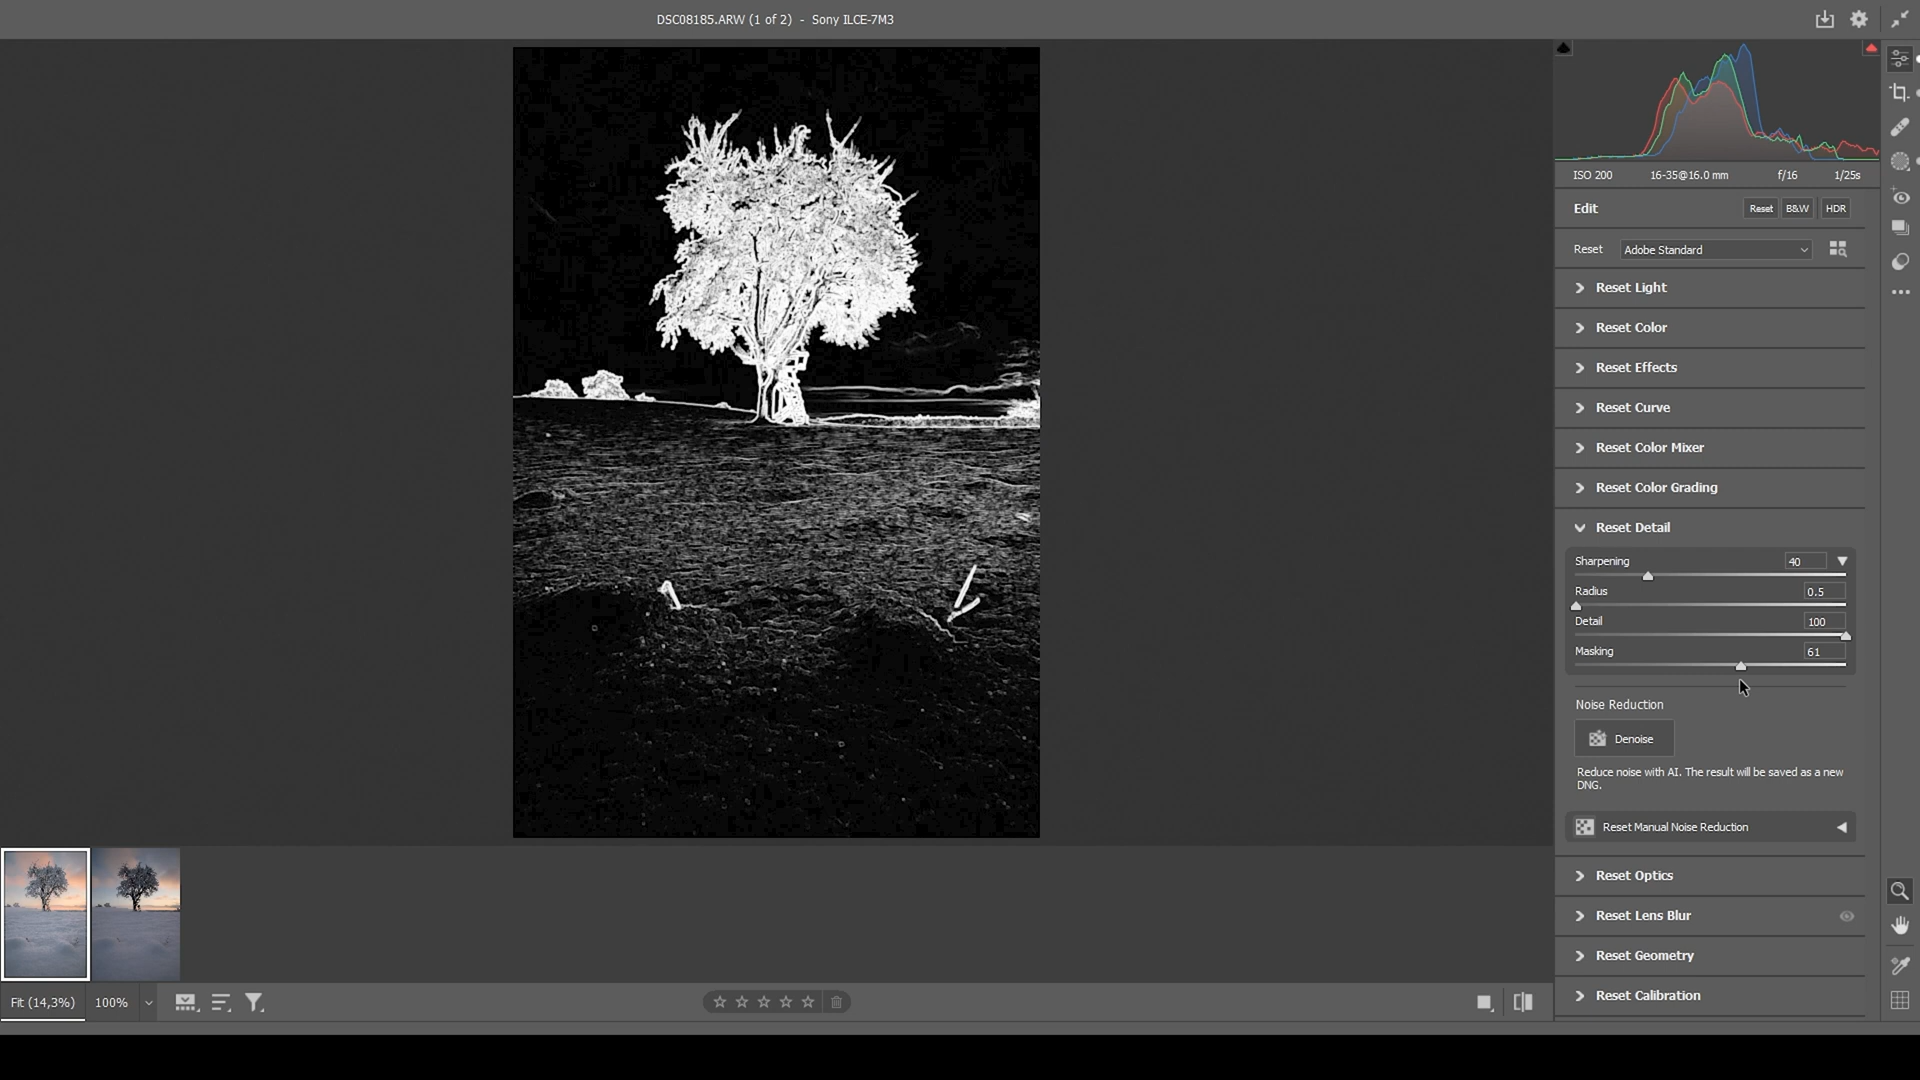 DSC08185.ARW (1 of 2) - Sony ILCE-7M3
ISO 200 16-35@16.0 mm f/16 1/25s
Edit Reset B&W HDR
Reset Adobe Standard
Reset Light
Reset Color
Reset Effects
Reset Curve
Reset Color Mixer
Reset Color Grading
Reset Detail
Sharpening 40
Radius 0.5
Detail 100
Masking 61
Noise Reduction
Denoise
Reduce noise with AI. The result will be saved as a new
DNG.
Reset Manual Noise Reduction
Reset Optics
Reset Lens Blur
Reset Geometry
Reset Calibration
Fit (14,3%) 100%